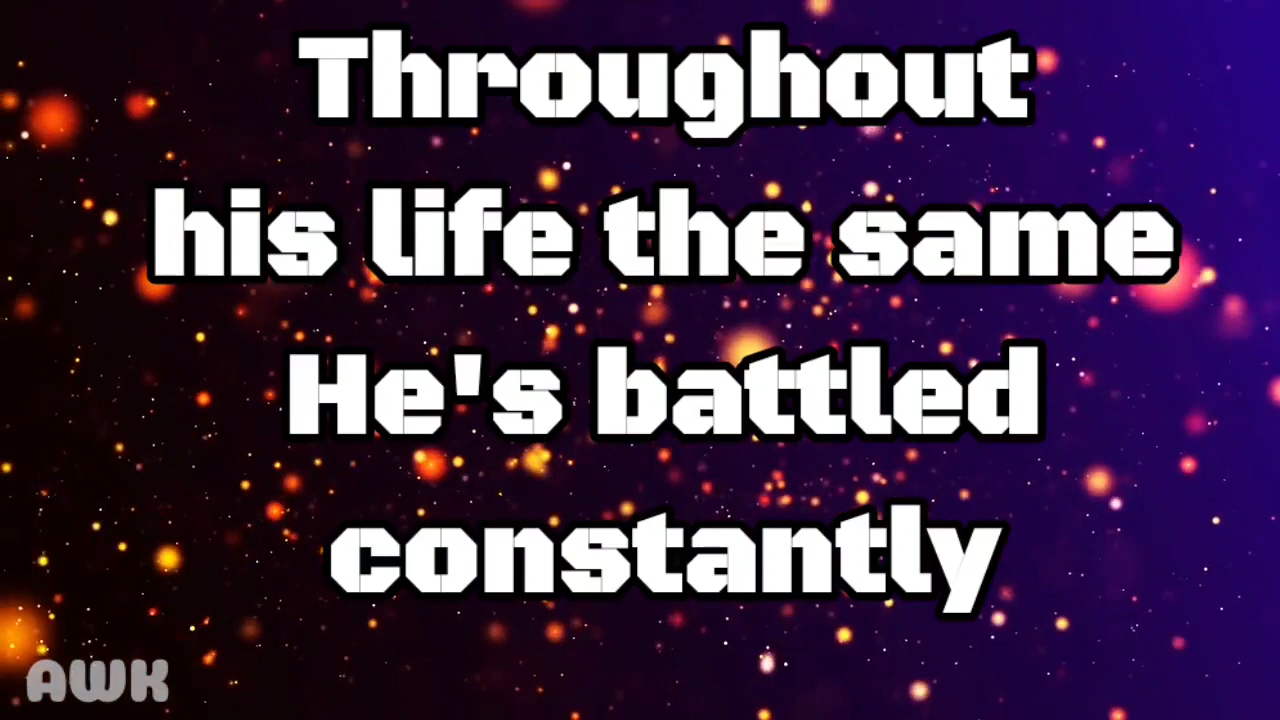 Throughout
his life the same
He's battled
constantly
AWK